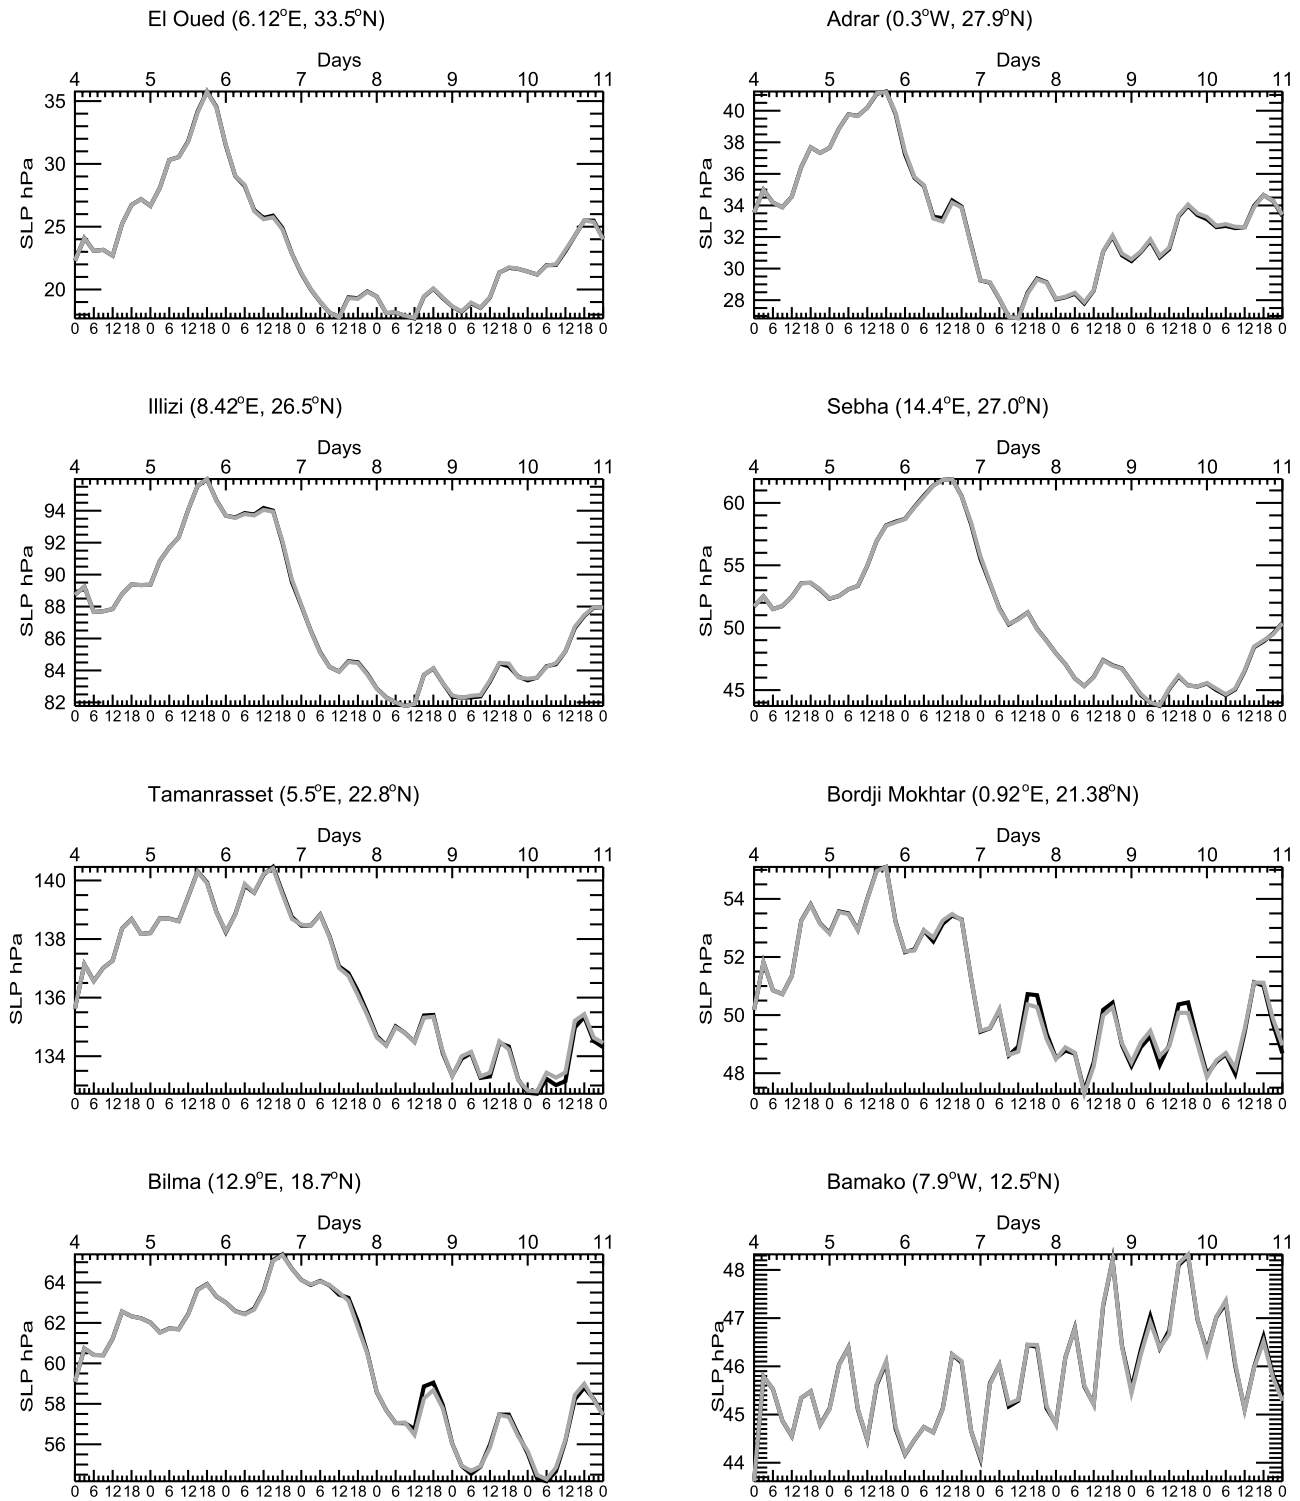 El Oued (6.12°E, 33.5°N)
Days
4 5 6 7 8 9 10 11
35
30
25
20
SLP hPa
0 6 12 18 0 6 12 18 0 6 12 18 0 6 12 18 0 6 12 18 0 6 12 18 0 6 12 18 0
Adrar (0.3°W, 27.9°N)
Days
4 5 6 7 8 9 10 11
40
38
36
34
32
30
28
SLP hPa
0 6 12 18 0 6 12 18 0 6 12 18 0 6 12 18 0 6 12 18 0 6 12 18 0 6 12 18 0
Illizi (8.42°E, 26.5°N)
Days
4 5 6 7 8 9 10 11
94
92
90
88
86
84
82
SLP hPa
0 6 12 18 0 6 12 18 0 6 12 18 0 6 12 18 0 6 12 18 0 6 12 18 0 6 12 18 0
Sebha (14.4°E, 27.0°N)
Days
4 5 6 7 8 9 10 11
60
55
50
45
SLP hPa
0 6 12 18 0 6 12 18 0 6 12 18 0 6 12 18 0 6 12 18 0 6 12 18 0 6 12 18 0
Tamanrasset (5.5°E, 22.8°N)
Days
4 5 6 7 8 9 10 11
140
138
136
134
SLP hPa
0 6 12 18 0 6 12 18 0 6 12 18 0 6 12 18 0 6 12 18 0 6 12 18 0 6 12 18 0
Bordji Mokhtar (0.92°E, 21.38°N)
Days
4 5 6 7 8 9 10 11
54
52
50
48
SLP hPa
0 6 12 18 0 6 12 18 0 6 12 18 0 6 12 18 0 6 12 18 0 6 12 18 0 6 12 18 0
Bilma (12.9°E, 18.7°N)
Days
4 5 6 7 8 9 10 11
64
62
60
58
56
SLP hPa
0 6 12 18 0 6 12 18 0 6 12 18 0 6 12 18 0 6 12 18 0 6 12 18 0 6 12 18 0
Bamako (7.9°W, 12.5°N)
Days
4 5 6 7 8 9 10 11
48
47
46
45
44
SLP hPa
0 6 12 18 0 6 12 18 0 6 12 18 0 6 12 18 0 6 12 18 0 6 12 18 0 6 12 18 0